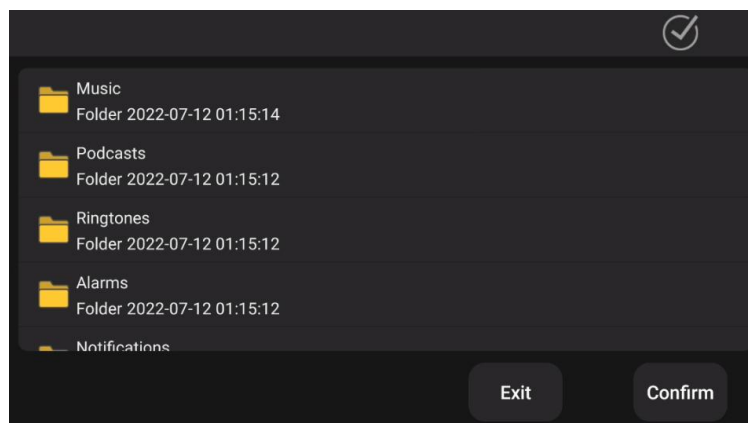 Music
Folder 2022-07-12 01:15:14
Podcasts
Folder 2022-07-12 01:15:12
Ringtones
Folder 2022-07-12 01:15:12
Alarms
Folder 2022-07-12 01:15:12
Notifications
Exit
Confirm